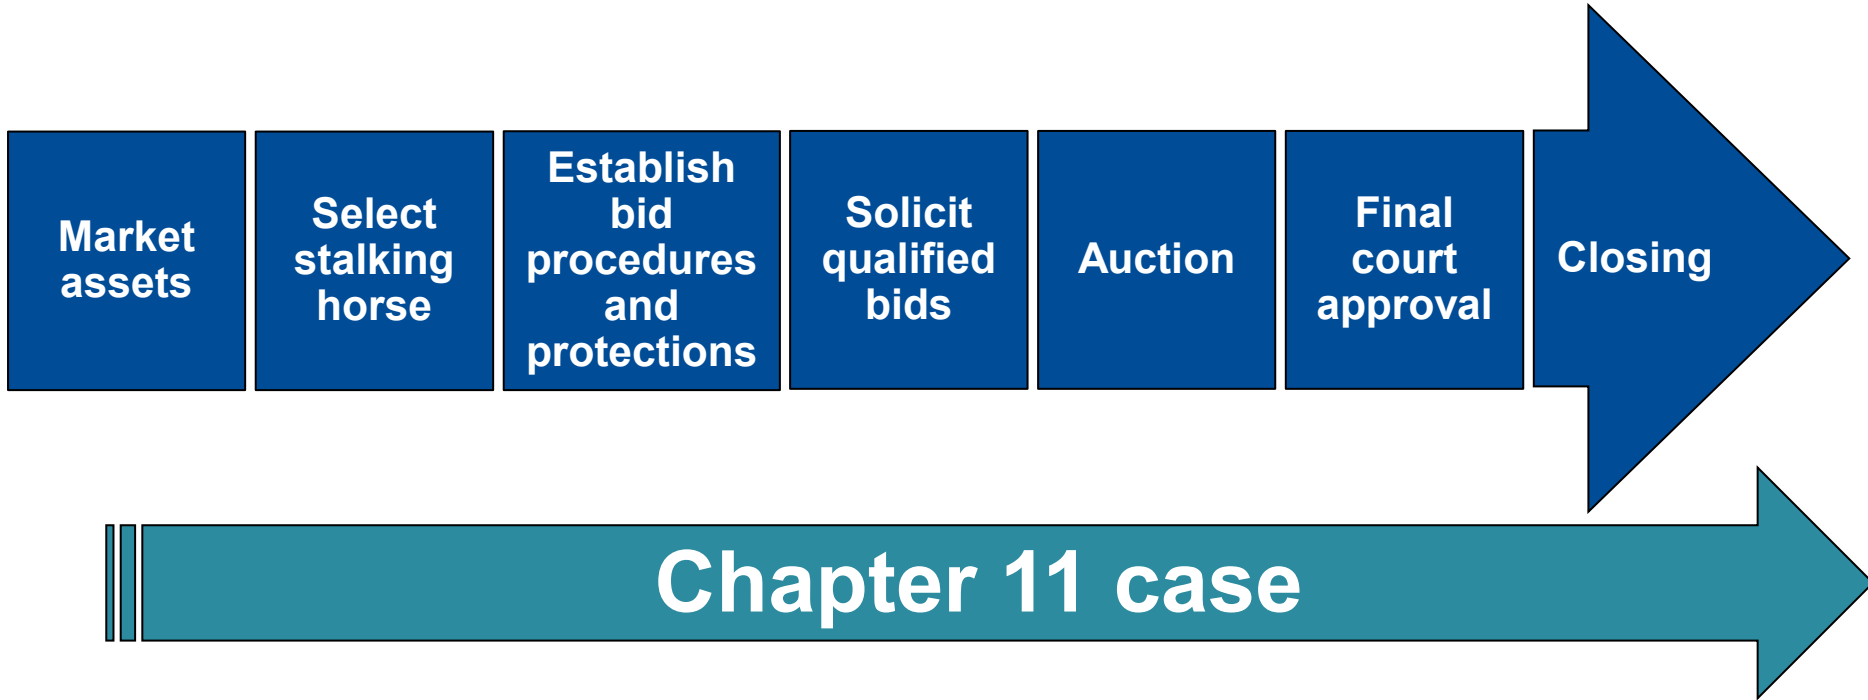 Market
assets
Select
stalking
horse
Establish
bid
procedures
and
protections
Solicit
qualified
bids
Auction
Final
court
approval
Closing
Chapter 11 case